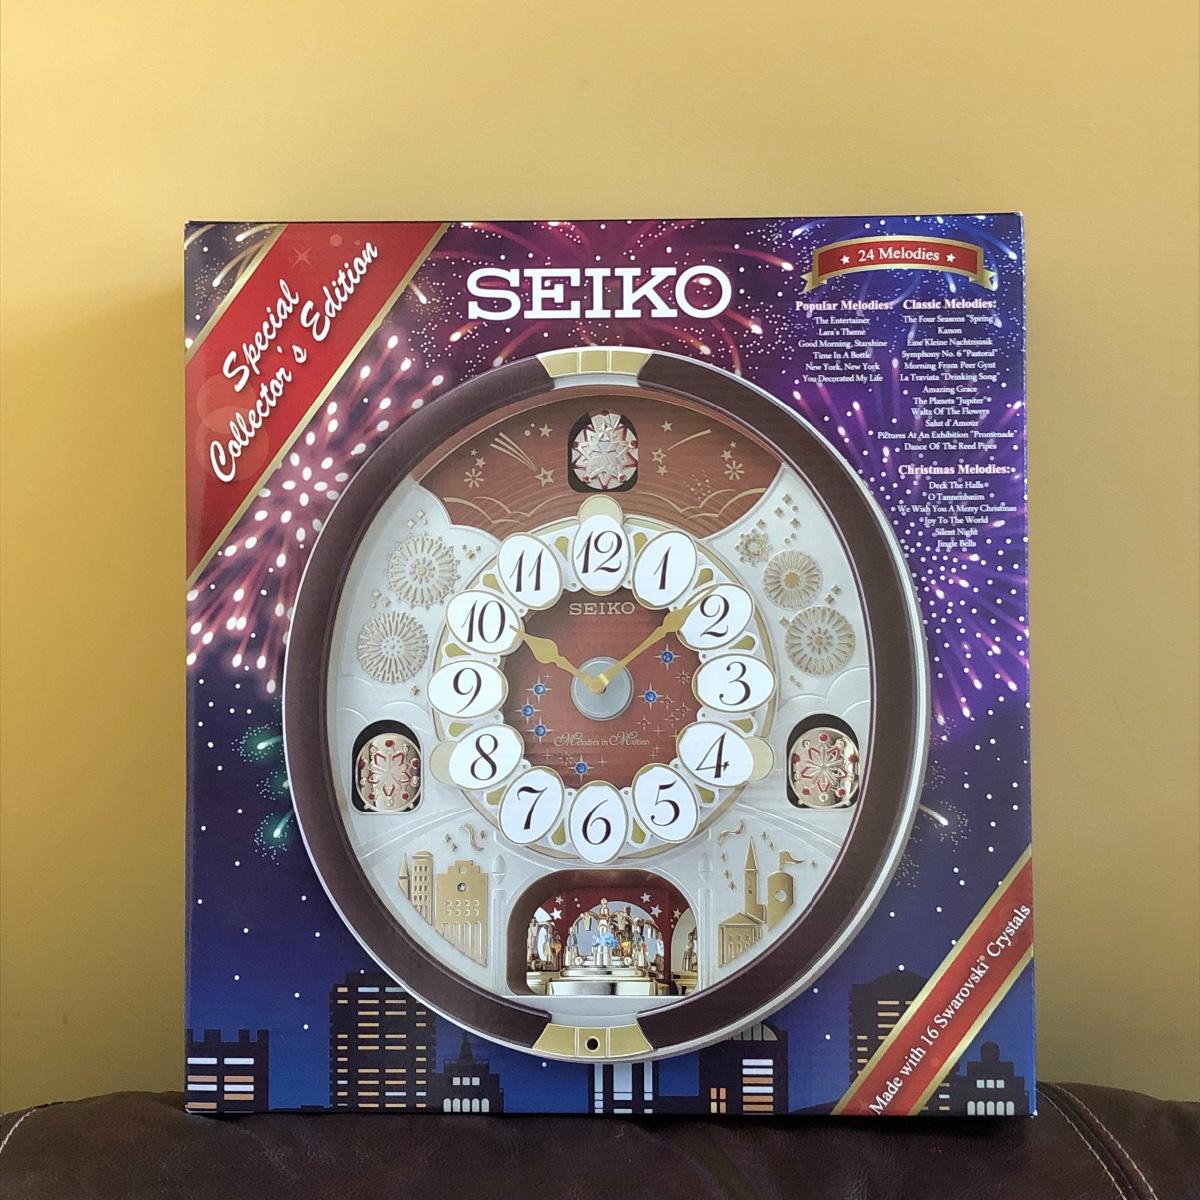 Special
Collector's Edition
SEIKO
24 Melodies
Popular Melodies:
The Entertainer
Lara's Theme
Good Morning, Starshine
Time In A Bottle
New York, New York
You Decorated My Life
Classic Melodies:
The Four Seasons "Spring"
Kanon
Eine Kleine Nachtmusik
Symphony No. 6 "Pastoral"
Morning From Peer Gynt
La Traviata "Drinking Song"
Amazing Grace
The Planets "Jupiter"
Waltz Of The Flowers
Salut d' Amour
Pictures At An Exhibition "Promenade"
Dance Of The Reed Pipes
Christmas Melodies:
Deck The Halls
O Tannenbaum
We Wish You A Merry Christmas
Joy To The World
Silent Night
Jingle Bells
12
11
1
SEIKO
10
2
9
3
Melodies in Motion
8
4
7
5
6
Made with 16 Swarovski® Crystals